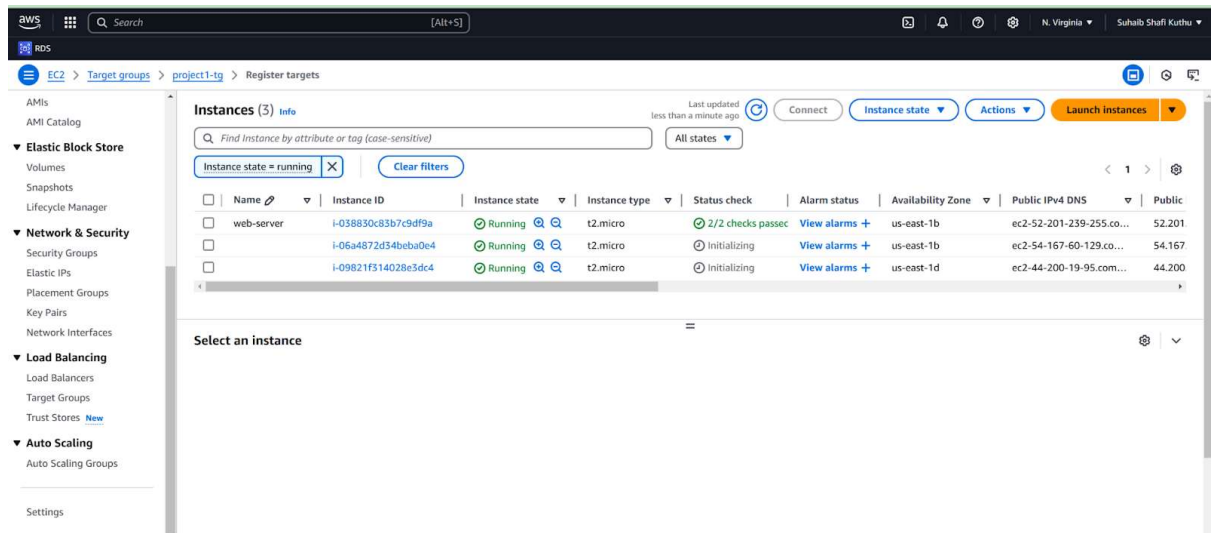 aws
Search
[Alt+S]
N. Virginia ▼
Suhaib Shafi Kuthu ▼
RDS
EC2 > Target groups > project1-tg > Register targets
AMIs
AMI Catalog
▼ Elastic Block Store
Volumes
Snapshots
Lifecycle Manager
▼ Network & Security
Security Groups
Elastic IPs
Placement Groups
Key Pairs
Network Interfaces
▼ Load Balancing
Load Balancers
Target Groups
Trust Stores New
▼ Auto Scaling
Auto Scaling Groups
Settings
Instances (3) Info
Last updated
less than a minute ago
Connect
Instance state ▼
Actions ▼
Launch instances ▼
Find Instance by attribute or tag (case-sensitive)
All states ▼
Instance state = running
Clear filters
< 1 >
Name Instance ID Instance state Instance type Status check Alarm status Availability Zone Public IPv4 DNS Public
web-server i-038830c83b7c9df9a Running t2.micro 2/2 checks passec View alarms + us-east-1b ec2-52-201-239-255.co... 52.201
i-06a4872d34beba0e4 Running t2.micro Initializing View alarms + us-east-1b ec2-54-167-60-129.co... 54.167
i-09821f314028e3dc4 Running t2.micro Initializing View alarms + us-east-1d ec2-44-200-19-95.com... 44.200
Select an instance